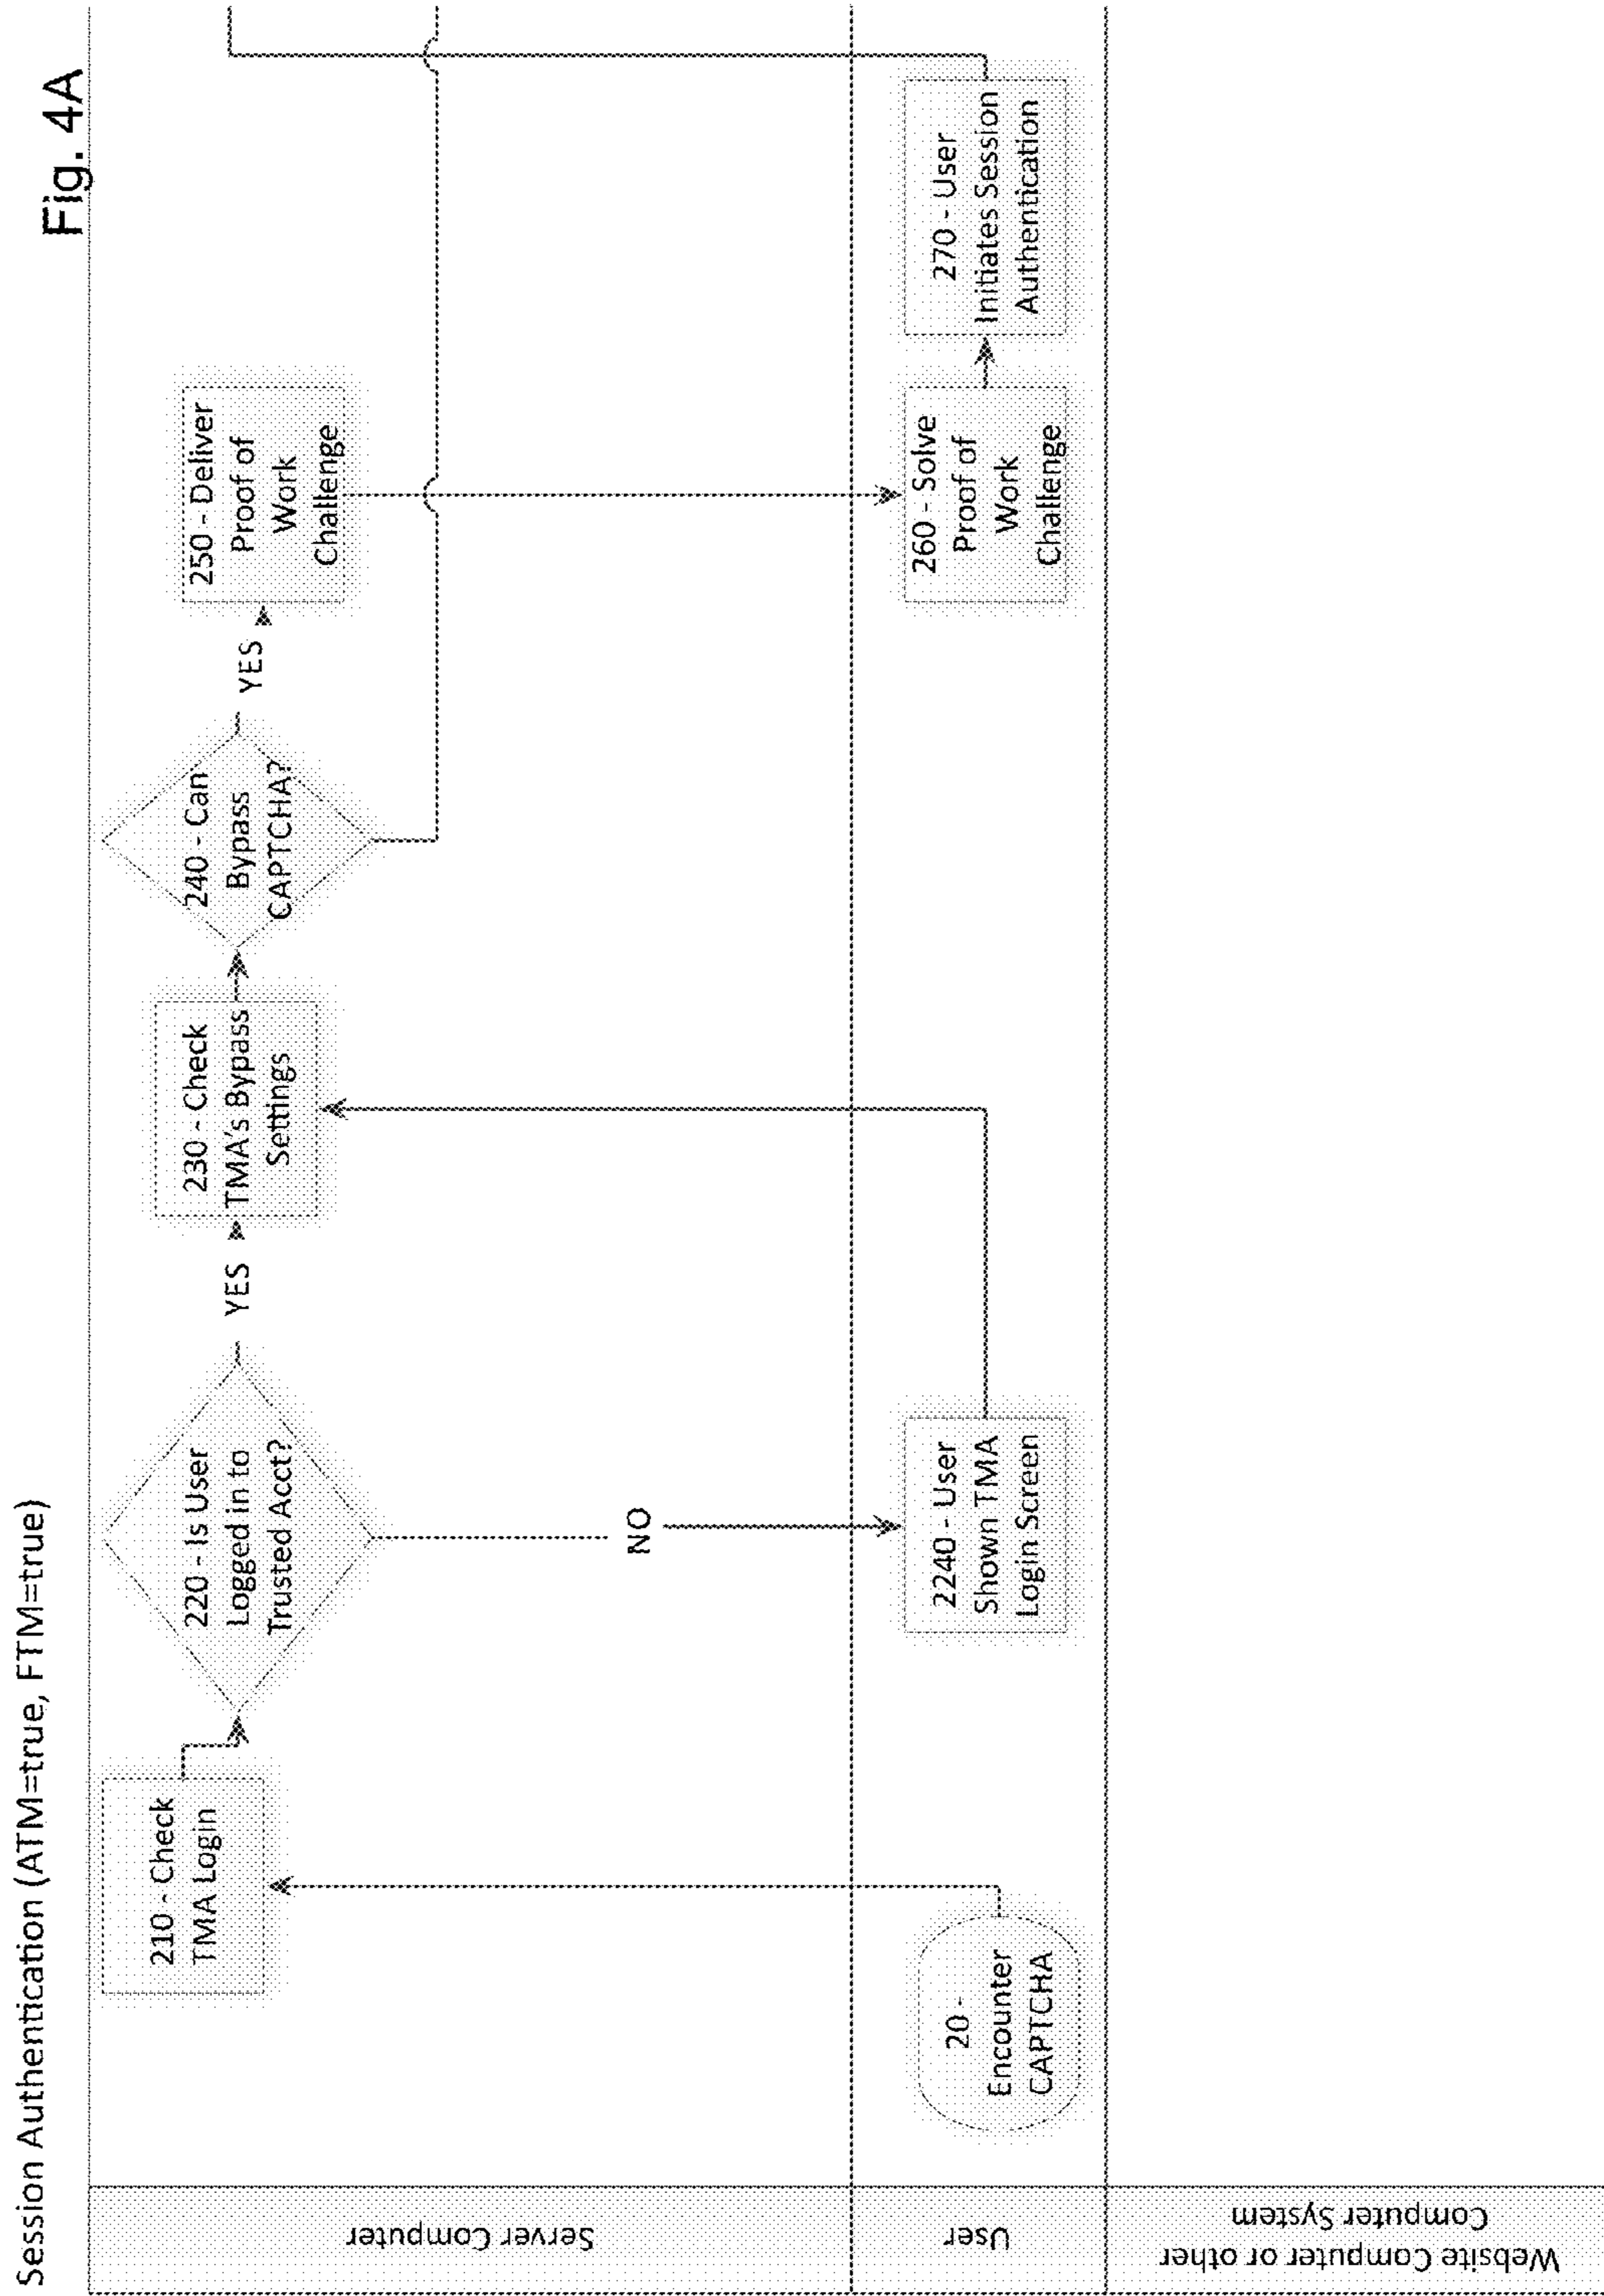 Session Authentication (ATM=true, FTM=true)
Fig. 4A
Server Computer
210 - Check
TMA Login
220 - Is User
Logged in to
Trusted Acct?
YES
230 - Check
TMA's Bypass
Settings
240 - Can
Bypass
CAPTCHA?
YES
250 - Deliver
Proof of
Work
Challenge
NO
User
20 -
Encounter
CAPTCHA
2240 - User
Shown TMA
Login Screen
260 - Solve
Proof of
Work
Challenge
270 - User
Initiates Session
Authentication
Website Computer or other
Computer System